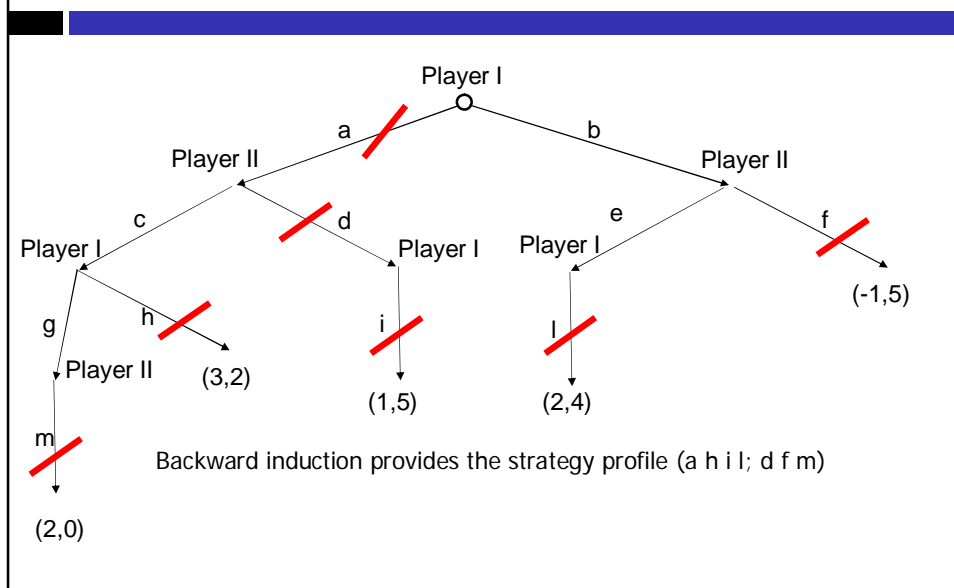 Player I
a
b
Player II
Player II
c
d
e
f
Player I
Player I
Player I
(-1,5)
g
h
i
l
Player II
(3,2)
(1,5)
(2,4)
m
Backward induction provides the strategy profile (a h i l; d f m)
(2,0)